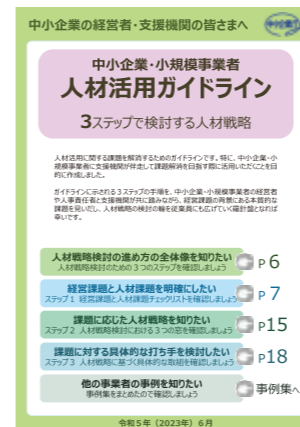 中小企業の経営者・支援機関の皆さまへ
中小企業・小規模事業者
人材活用ガイドライン
3ステップで検討する人材戦略
人材活用に関する課題を解消するためのガイドラインです。特に、中小企業・小
規模事業者に支援機関が伴走して課題解決を目指す際に活用いただくことを目
的に作成しました。
ガイドラインに示される3ステップの手順を、中小企業・小規模事業者の経営者
や人事責任者と支援機関が共に踏みながら、経営課題の背景にある本質的な
課題を見いだし、人材戦略の検討の輪を従業員にも広げていく羅針盤となれば
幸いです。
人材戦略検討の進め方の全体像を知りたい
人材戦略検討のための3つのステップを確認しましょう
P 6
経営課題と人材課題を明確にしたい
ステップ1 経営課題と人材課題チェックリストを確認しましょう
P 7
課題に応じた人材戦略を知りたい
ステップ2 人材戦略検討における3つの窓を確認しましょう
P15
課題に対する具体的な打ち手を検討したい
ステップ3 人材戦略に基づく具体的な取組を確認しましょう
P18
他の事業者の事例を知りたい
事例集をまとめたので確認しましょう
事例集へ
令和5年(2023年)6月